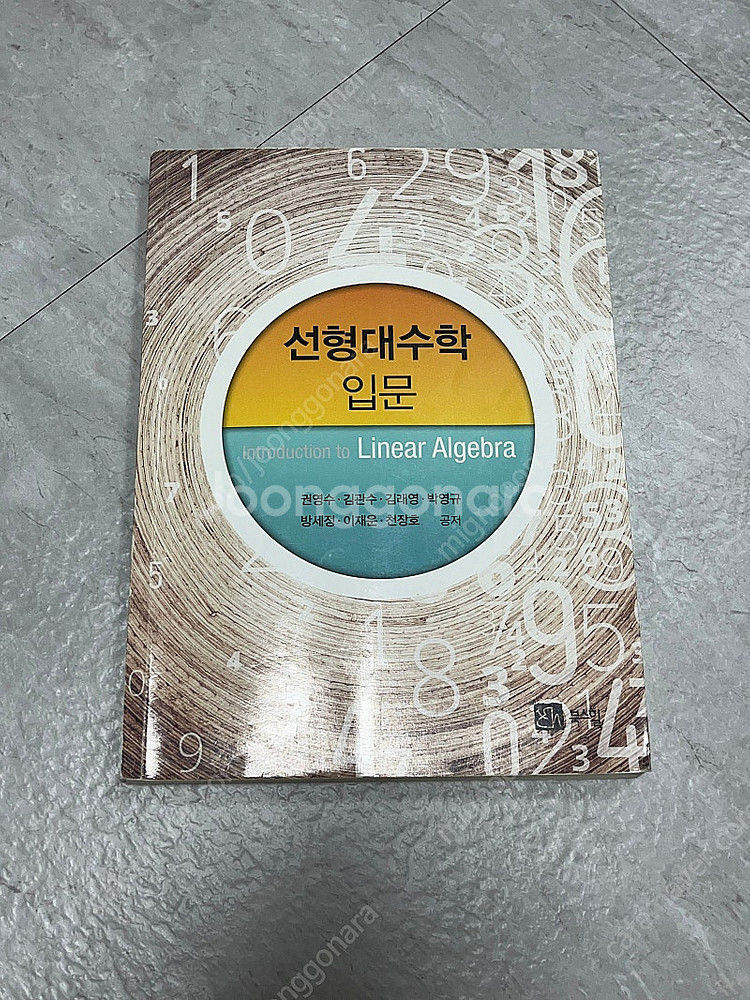 선형대수학
입문
Introduction to Linear Algebra
권영수 · 김관수 · 김래영 · 박영규
방세정 · 이재운 · 천장호 공저
Joonggonara
북스힐